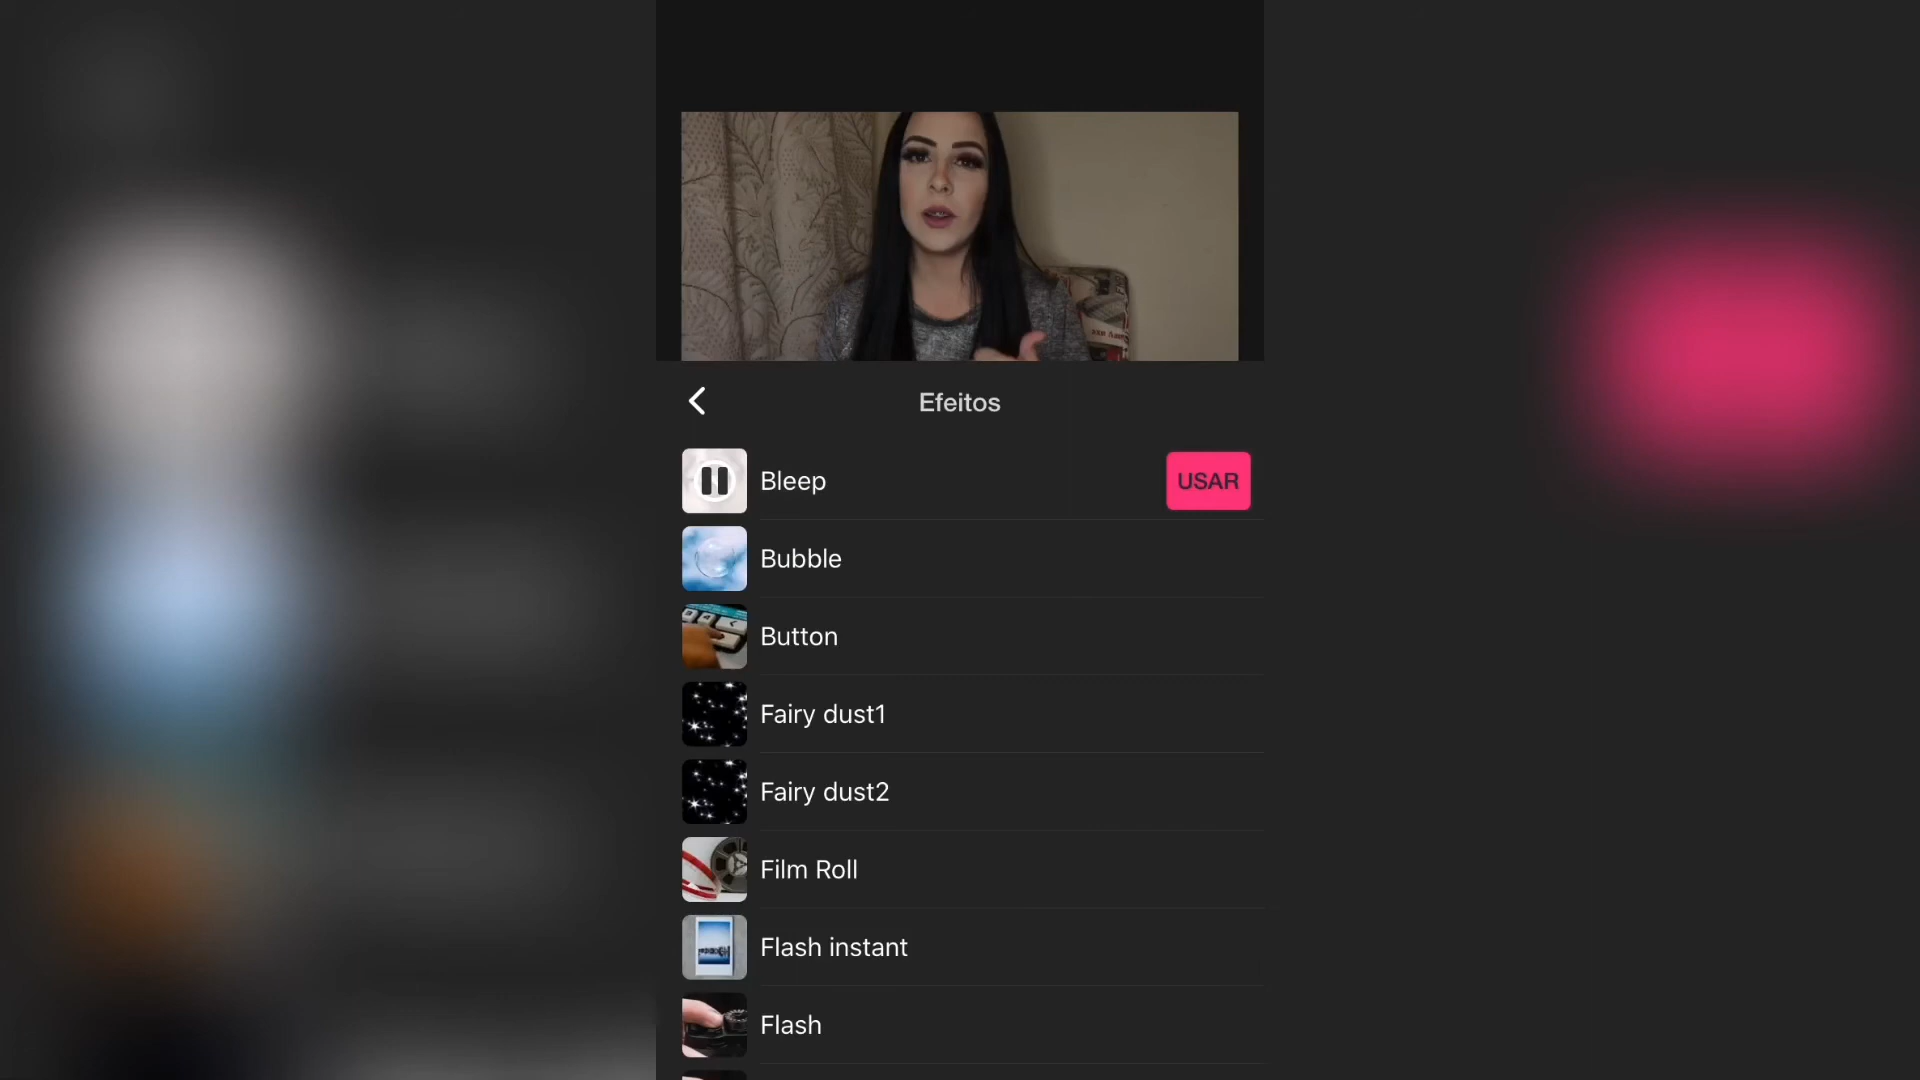 Efeitos
Bleep
USAR
Bubble
Button
Fairy dust1
Fairy dust2
Film Roll
Flash instant
Flash